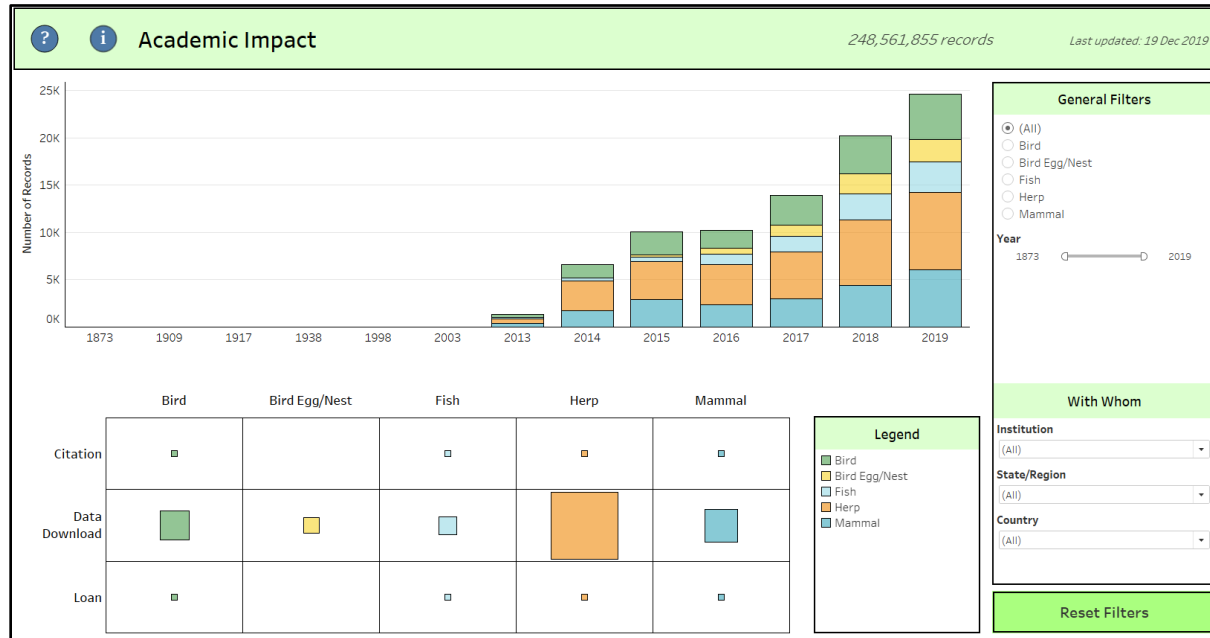 ? i Academic Impact 248,561,855 records Last updated: 19 Dec 2019
Number of Records
25K
20K
15K
10K
5K
0K
1873 1909 1917 1938 1998 2003 2013 2014 2015 2016 2017 2018 2019
General Filters
(All)
Bird
Bird Egg/Nest
Fish
Herp
Mammal
Year
1873 2019
With Whom
Institution
(All)
State/Region
(All)
Country
(All)
Reset Filters
Bird Bird Egg/Nest Fish Herp Mammal
Citation
Data
Download
Loan
Legend
Bird
Bird Egg/Nest
Fish
Herp
Mammal